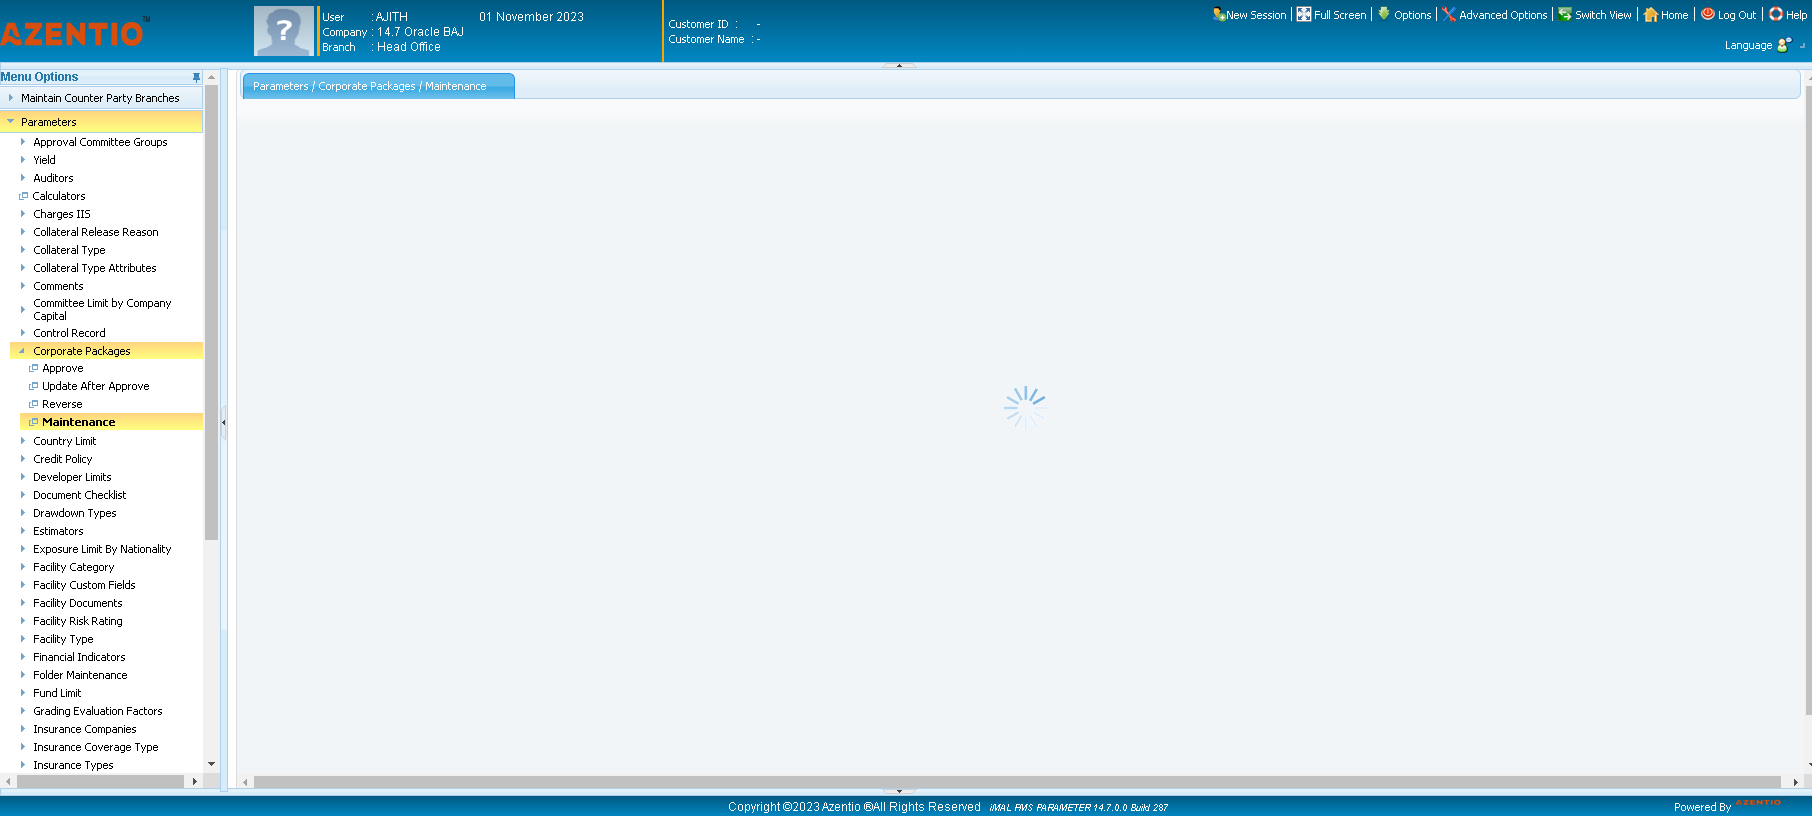 AZENTIO™
User : AJITH 01 November 2023
Company : 14.7 Oracle BAJ
Branch : Head Office
Customer ID : -
Customer Name : -
New Session | Full Screen | Options | Advanced Options | Switch View | Home | Log Out | Help
Language
Menu Options
Maintain Counter Party Branches
Parameters
Approval Committee Groups
Yield
Auditors
Calculators
Charges IIS
Collateral Release Reason
Collateral Type
Collateral Type Attributes
Comments
Committee Limit by Company
Capital
Control Record
Corporate Packages
Approve
Update After Approve
Reverse
Maintenance
Country Limit
Credit Policy
Developer Limits
Document Checklist
Drawdown Types
Estimators
Exposure Limit By Nationality
Facility Category
Facility Custom Fields
Facility Documents
Facility Risk Rating
Facility Type
Financial Indicators
Folder Maintenance
Fund Limit
Grading Evaluation Factors
Insurance Companies
Insurance Coverage Type
Insurance Types
Parameters / Corporate Packages / Maintenance
Copyright ©2023 Azentio ®All Rights Reserved iMAL PMS PARAMETER 14.7.0.0 Build 287
Powered By AZENTIO